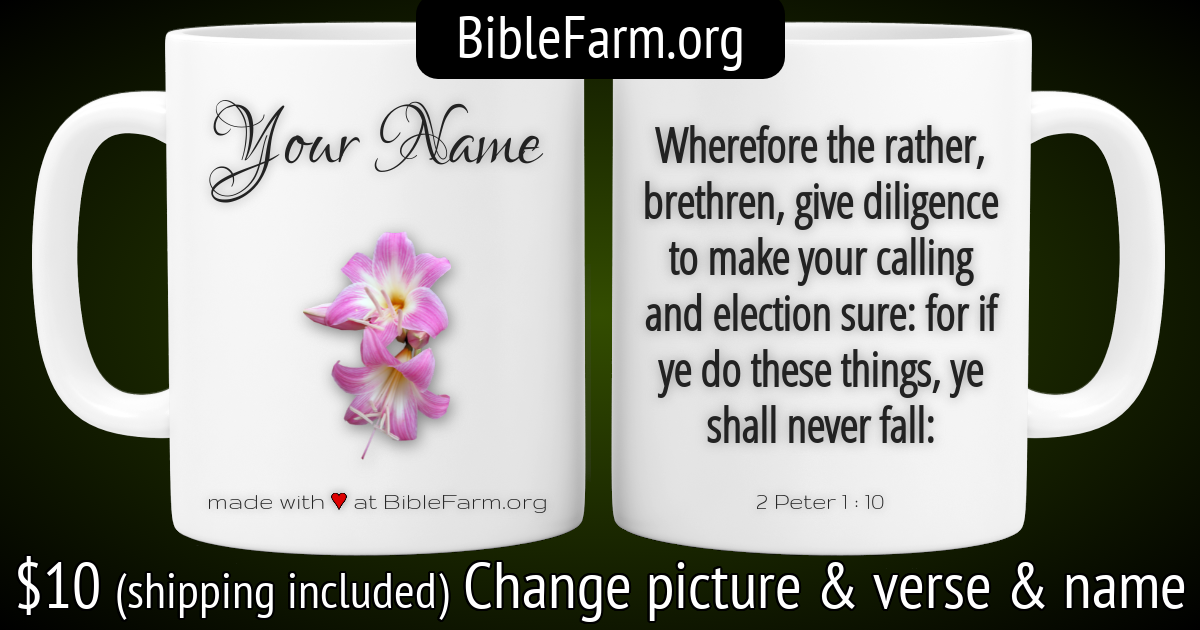 BibleFarm.org
Your Name
made with ♥ at BibleFarm.org
Wherefore the rather,
brethren, give diligence
to make your calling
and election sure: for if
ye do these things, ye
shall never fall:
2 Peter 1 : 10
$10 (shipping included) Change picture & verse & name